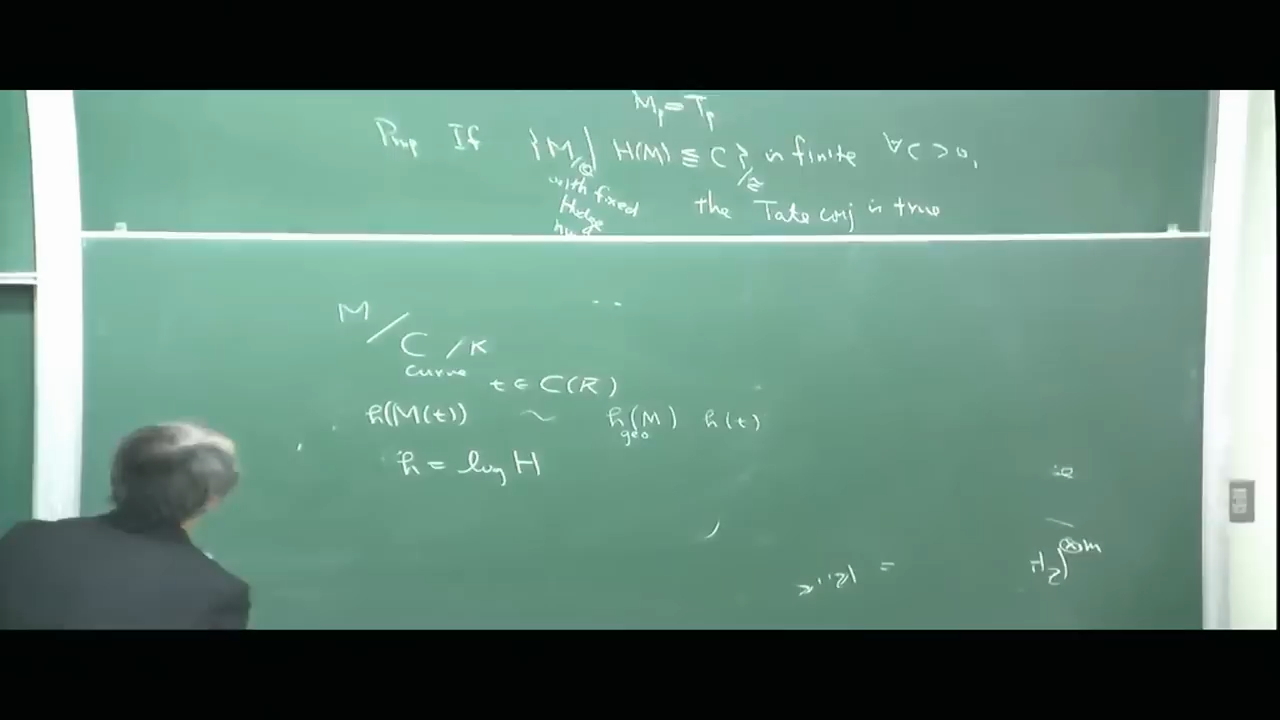 M_p = T_p
Prop If {M/Q | H(M) ≦ C}/≅ is finite ∀C > 0,
with fixed
Hodge
the Tate conj is true
M / C / K
curve t ∈ C(K̄)
h(M(t)) ~ h_geo(M) h(t)
h = log H
=
⊗m